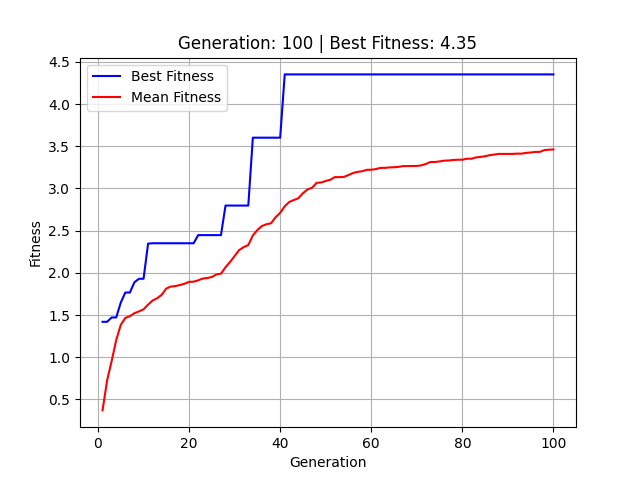 Generation: 100 | Best Fitness: 4.35
Best Fitness
Mean Fitness
4.5
4.0
3.5
3.0
2.5
2.0
1.5
1.0
0.5
Fitness
0 20 40 60 80 100
Generation